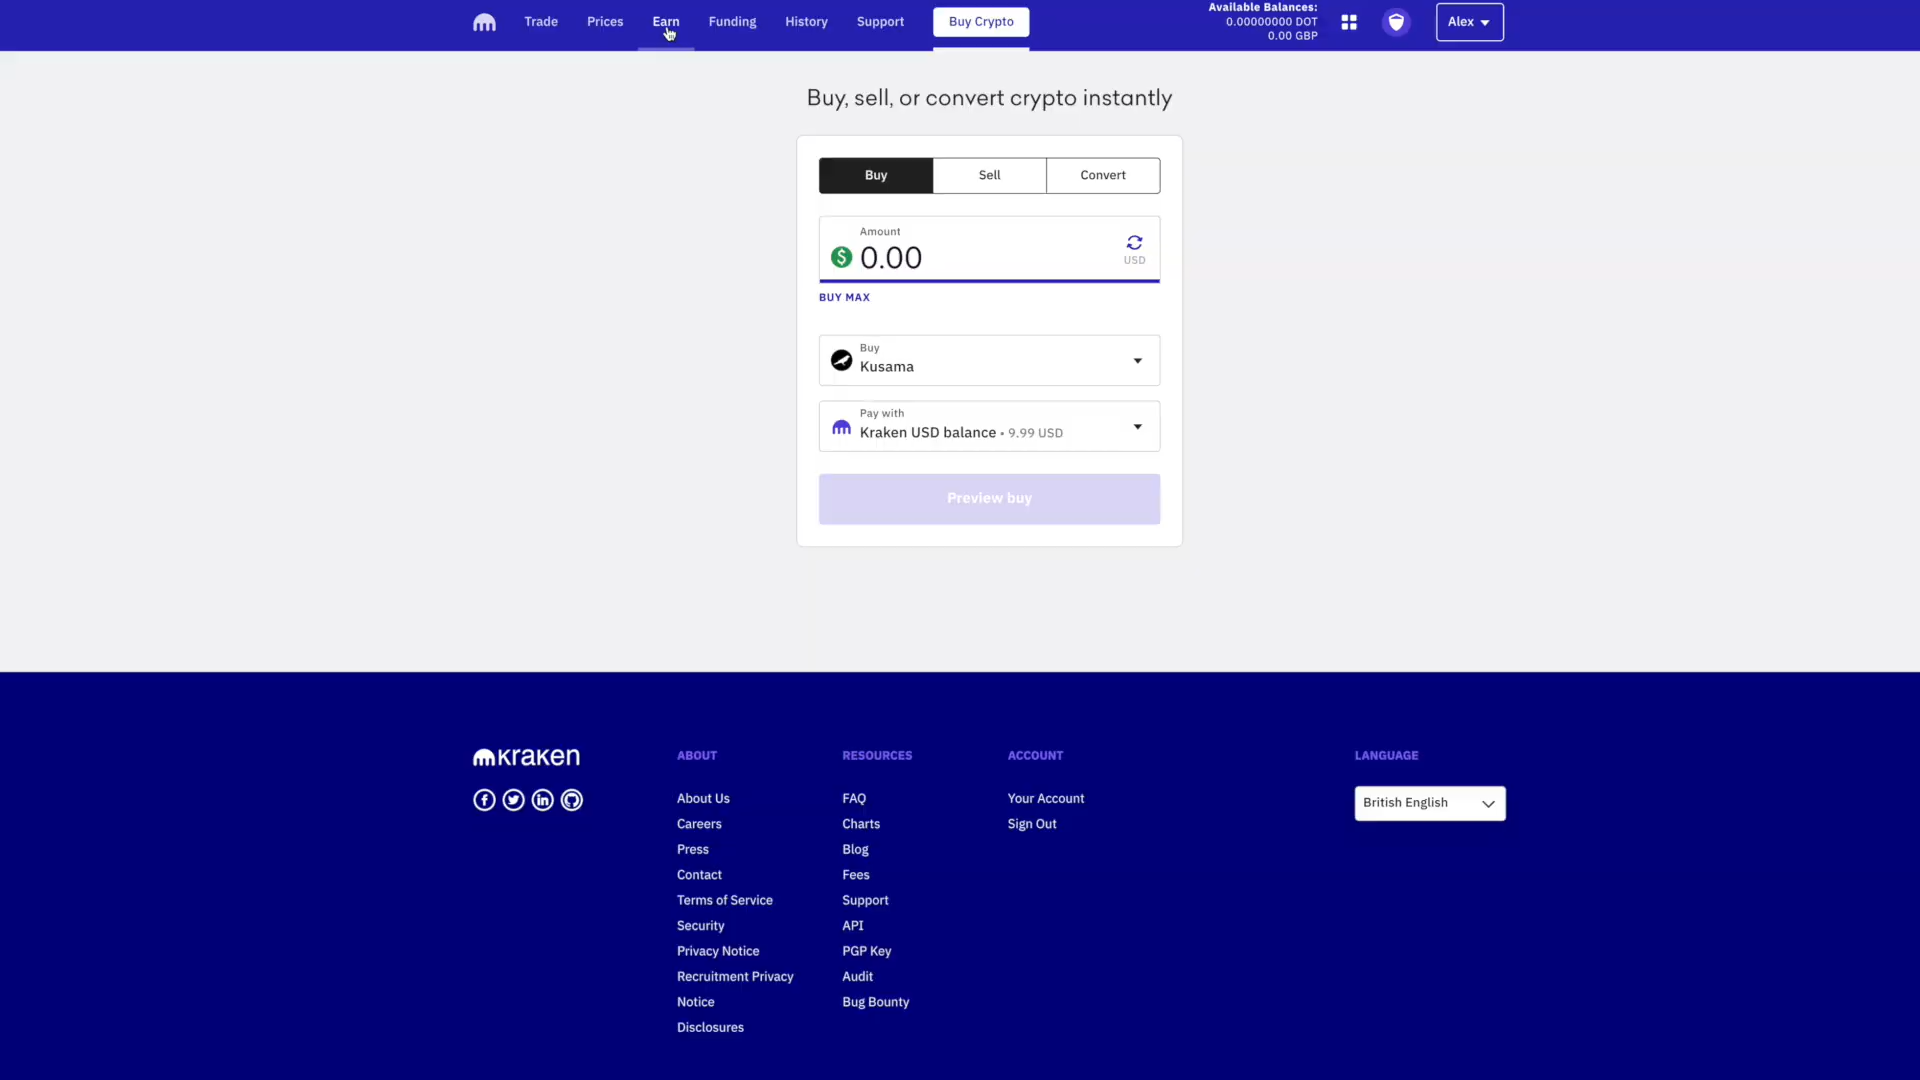 Trade
Prices
Earn
Funding
History
Support
Buy Crypto
Available Balances:
0.00000000 DOT
0.00 GBP
Alex
Buy, sell, or convert crypto instantly
Buy
Sell
Convert
Amount
$ 0.00
USD
BUY MAX
Buy
Kusama
Pay with
Kraken USD balance • 9.99 USD
Preview buy
kraken
ABOUT
About Us
Careers
Press
Contact
Terms of Service
Security
Privacy Notice
Recruitment Privacy
Notice
Disclosures
RESOURCES
FAQ
Charts
Blog
Fees
Support
API
PGP Key
Audit
Bug Bounty
ACCOUNT
Your Account
Sign Out
LANGUAGE
British English